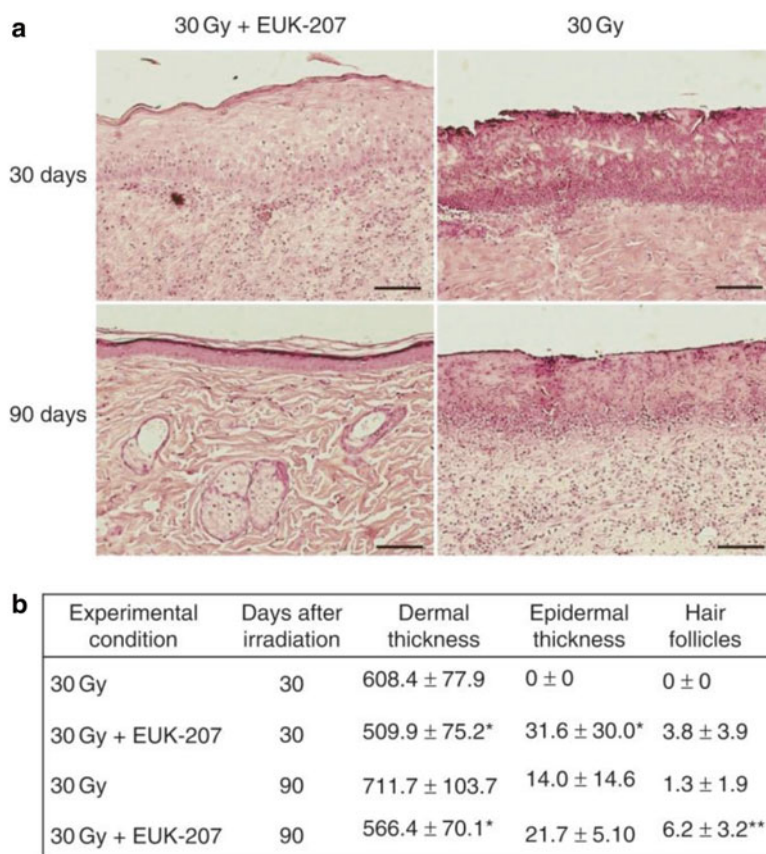 a
30 Gy + EUK-207 30 Gy
30 days
90 days
b
Experimental condition Days after irradiation Dermal thickness Epidermal thickness Hair follicles
30 Gy 30 608.4 ± 77.9 0 ± 0 0 ± 0
30 Gy + EUK-207 30 509.9 ± 75.2* 31.6 ± 30.0* 3.8 ± 3.9
30 Gy 90 711.7 ± 103.7 14.0 ± 14.6 1.3 ± 1.9
30 Gy + EUK-207 90 566.4 ± 70.1* 21.7 ± 5.10 6.2 ± 3.2**